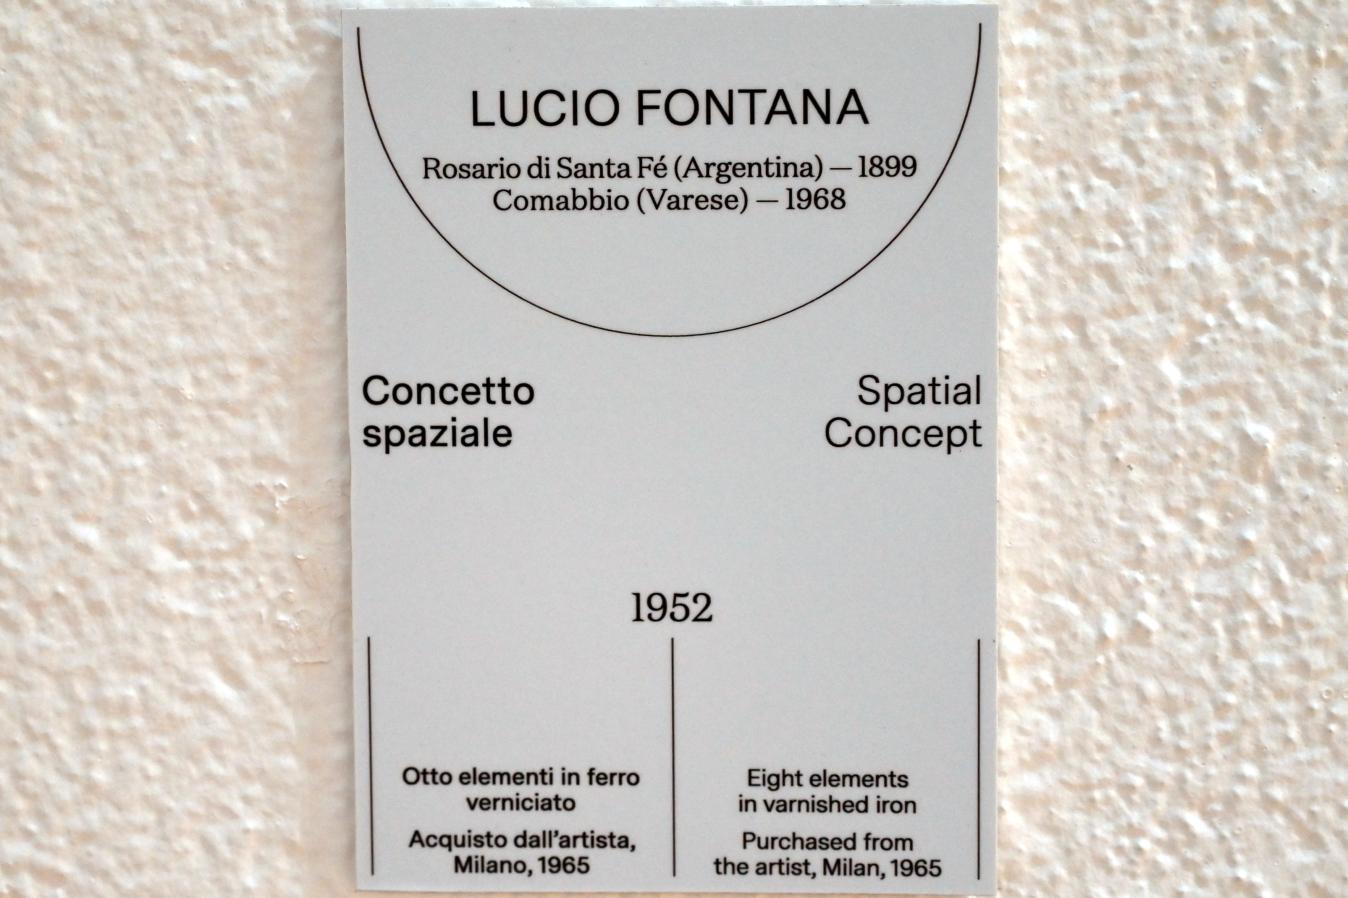 LUCIO FONTANA
Rosario di Santa Fé (Argentina) — 1899
Comabbio (Varese) — 1968
Concetto
spaziale
Spatial
Concept
1952
Otto elementi in ferro
verniciato
Acquisto dall’artista,
Milano, 1965
Eight elements
in varnished iron
Purchased from
the artist, Milan, 1965